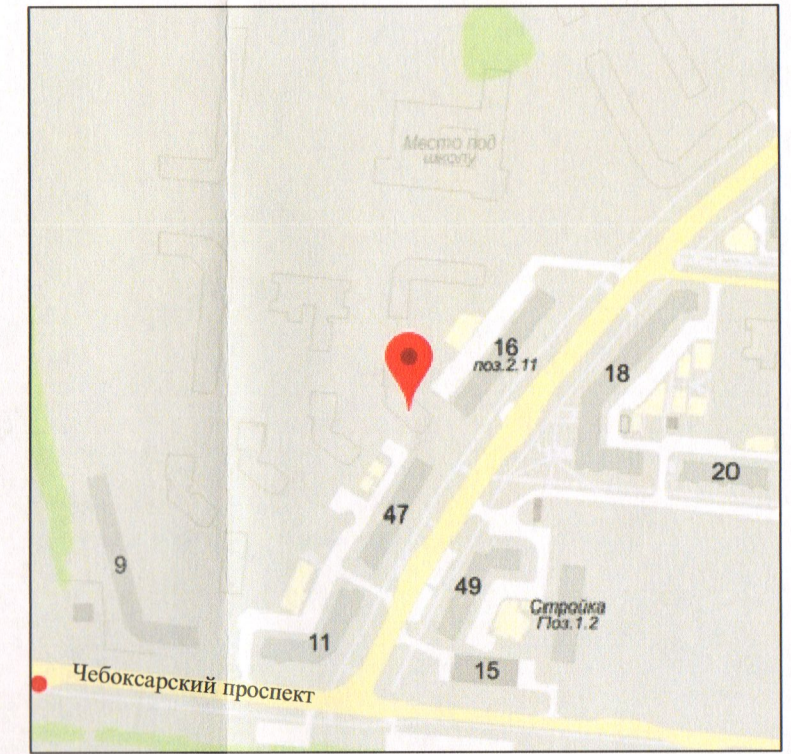 Место под
школу
16
поз.2.11
18
20
47
9
49
Стройка
Поз.1.2
11
15
Чебоксарский проспект